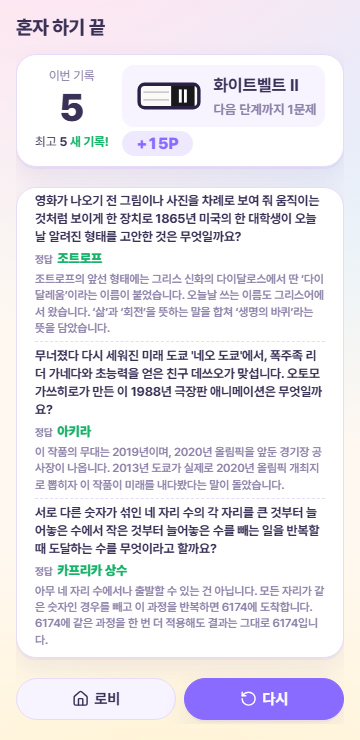 혼자 하기 끝
이번 기록
5
최고 5 새 기록!
화이트벨트 II
다음 단계까지 1문제
+15P
영화가 나오기 전 그림이나 사진을 차례로 보여 줘 움직이는
것처럼 보이게 한 장치로 1865년 미국의 한 대학생이 오늘
날 알려진 형태를 고안한 것은 무엇일까요?
정답 조트로프
조트로프의 앞선 형태에는 그리스 신화의 다이달로스에서 딴 ‘다이
달레움’이라는 이름이 붙었습니다. 오늘날 쓰는 이름도 그리스어에
서 왔습니다. ‘삶’과 ‘회전’을 뜻하는 말을 합쳐 ‘생명의 바퀴’라는
뜻을 담았습니다.
무너졌다 다시 세워진 미래 도쿄 '네오 도쿄'에서, 폭주족 리
더 가네다와 초능력을 얻은 친구 데쓰오가 맞섭니다. 오토모
가쓰히로가 만든 이 1988년 극장판 애니메이션은 무엇일까
요?
정답 아키라
이 작품의 무대는 2019년이며, 2020년 올림픽을 앞둔 경기장 공
사장이 나옵니다. 2013년 도쿄가 실제로 2020년 올림픽 개최지
로 뽑히자 이 작품이 미래를 내다봤다는 말이 돌았습니다.
서로 다른 숫자가 섞인 네 자리 수의 각 자리를 큰 것부터 늘
어놓은 수에서 작은 것부터 늘어놓은 수를 빼는 일을 반복할
때 도달하는 수를 무엇이라고 할까요?
정답 카프리카 상수
아무 네 자리 수에서나 출발할 수 있는 건 아닙니다. 모든 자리가 같
은 숫자인 경우를 빼고 이 과정을 반복하면 6174에 도착합니다.
6174에 같은 과정을 한 번 더 적용해도 결과는 그대로 6174입니
다.
로비
다시